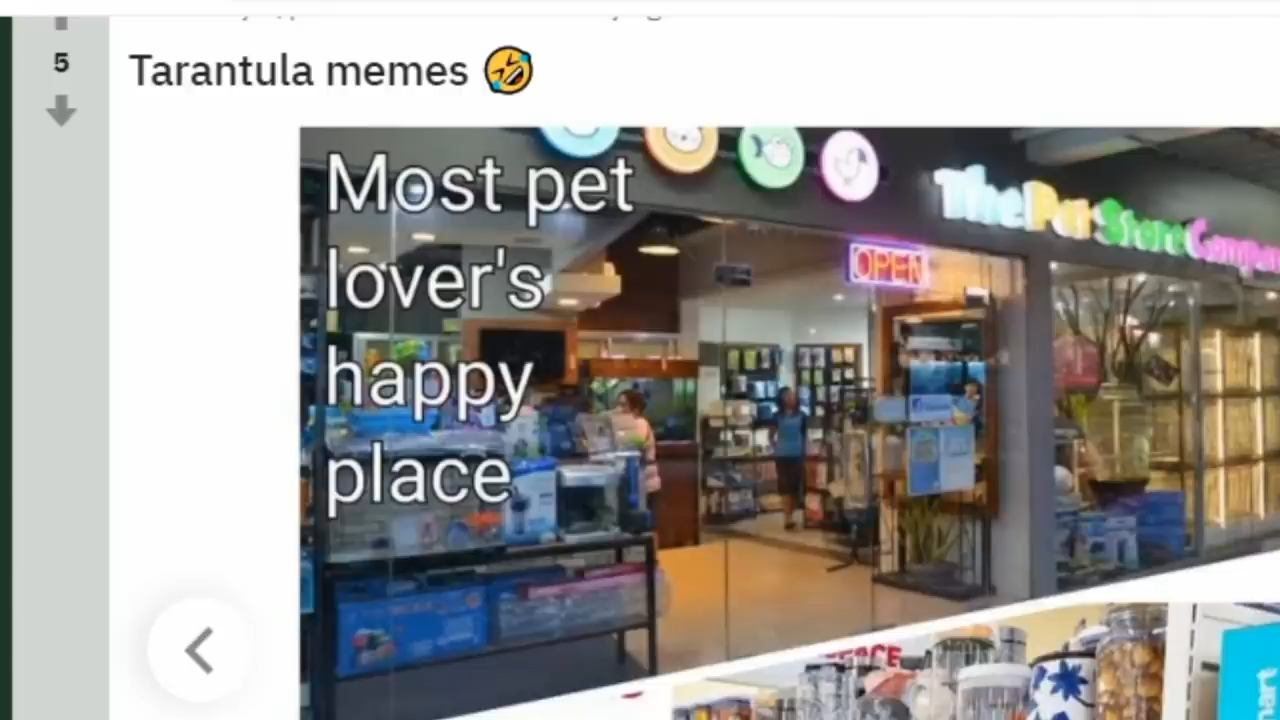 5
Tarantula memes 🤣
Most pet
lover's
happy
place
The Pet Store Compan
OPEN